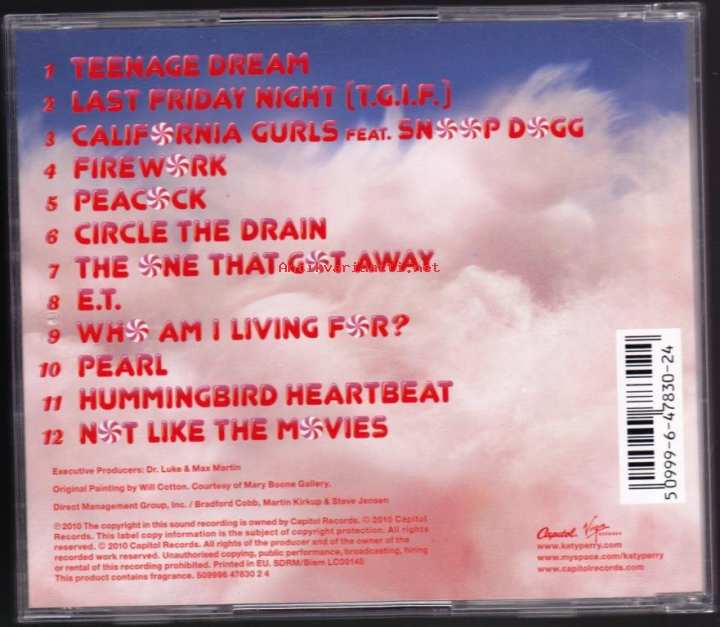 1 TEENAGE DREAM
2 LAST FRIDAY NIGHT (T.G.I.F.)
3 CALIFORNIA GURLS FEAT. SNOOP DOGG
4 FIREWORK
5 PEACOCK
6 CIRCLE THE DRAIN
7 THE ONE THAT GOT AWAY
Antikvariaatti.net
8 E.T.
9 WHO AM I LIVING FOR?
10 PEARL
11 HUMMINGBIRD HEARTBEAT
12 NOT LIKE THE MOVIES
Executive Producers: Dr. Luke & Max Martin
Original Painting by Will Cotton. Courtesy of Mary Boone Gallery.
Direct Management Group, Inc. / Bradford Cobb, Martin Kirkup & Steve Jensen
℗ 2010 The copyright in this sound recording is owned by Capitol Records. © 2010 Capitol
Records. This label copy information is the subject of copyright protection. All rights
reserved. © 2010 Capitol Records. All rights of the producer and of the owner of the
recorded work reserved. Unauthorised copying, public performance, broadcasting, hiring
or rental of this recording prohibited. Printed in EU. SDRM/Biem LC00148
This product contains fragrance. 509996 47830 2 4
Capitol Virgin RECORDS
www.katyperry.com
www.myspace.com/katyperry
www.capitolrecords.com
5 0999-6-47830-24